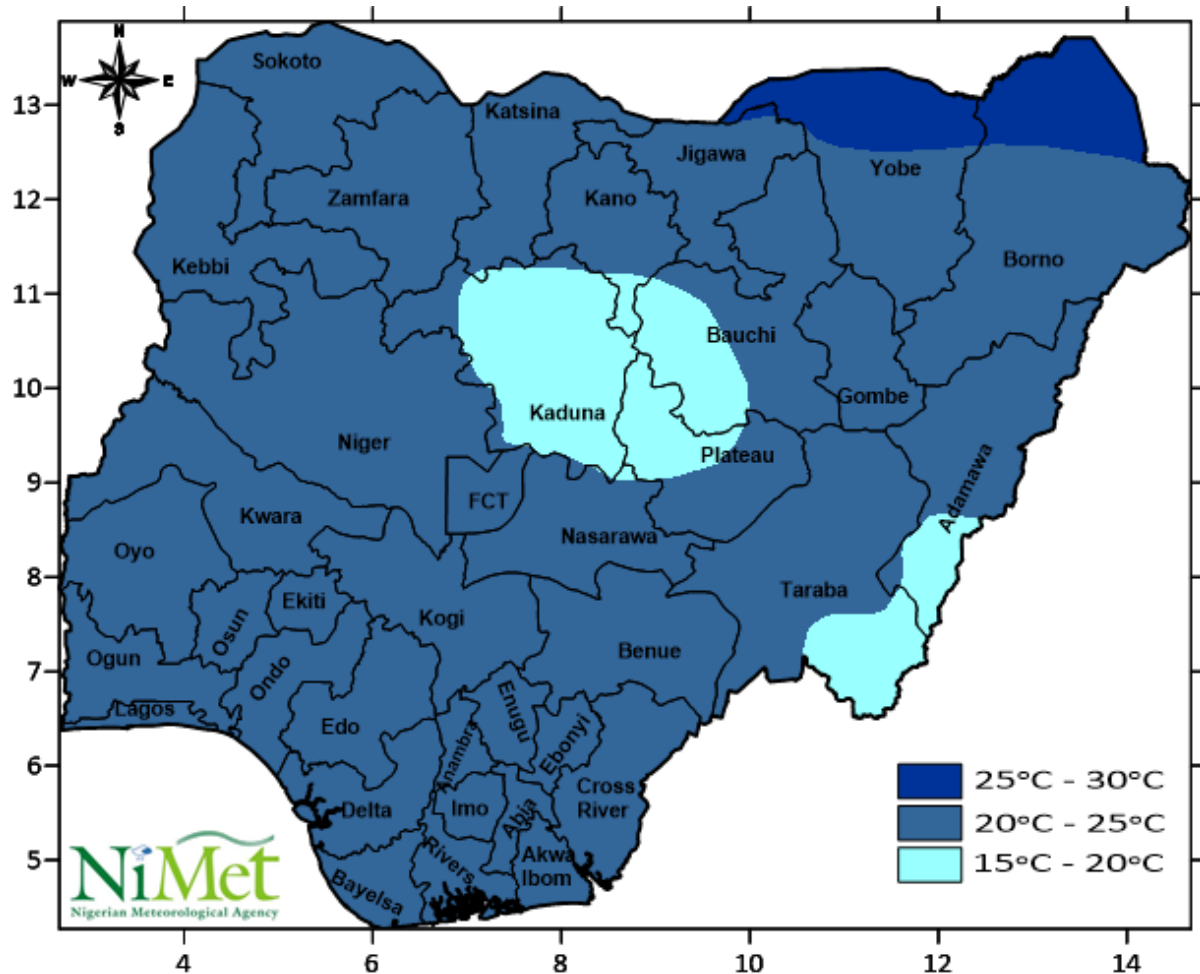 N
W E
S
Sokoto
13
Katsina
Jigawa
Yobe
12
Zamfara
Kano
Kebbi
Borno
11
Bauchi
10
Kaduna
Gombe
Niger
Plateau
Adamawa
9
FCT
Kwara
Nasarawa
Oyo
8
Taraba
Ekiti
Osun
Kogi
Benue
Ogun
7
Ondo
Lagos
Enugu
Edo
Ebonyi
Anambra
6
25°C - 30°C
Cross
River
Delta
Imo
Abia
20°C - 25°C
5
Rivers
Akwa
Ibom
15°C - 20°C
Bayelsa
NiMet
Nigerian Meteorological Agency
4 6 8 10 12 14